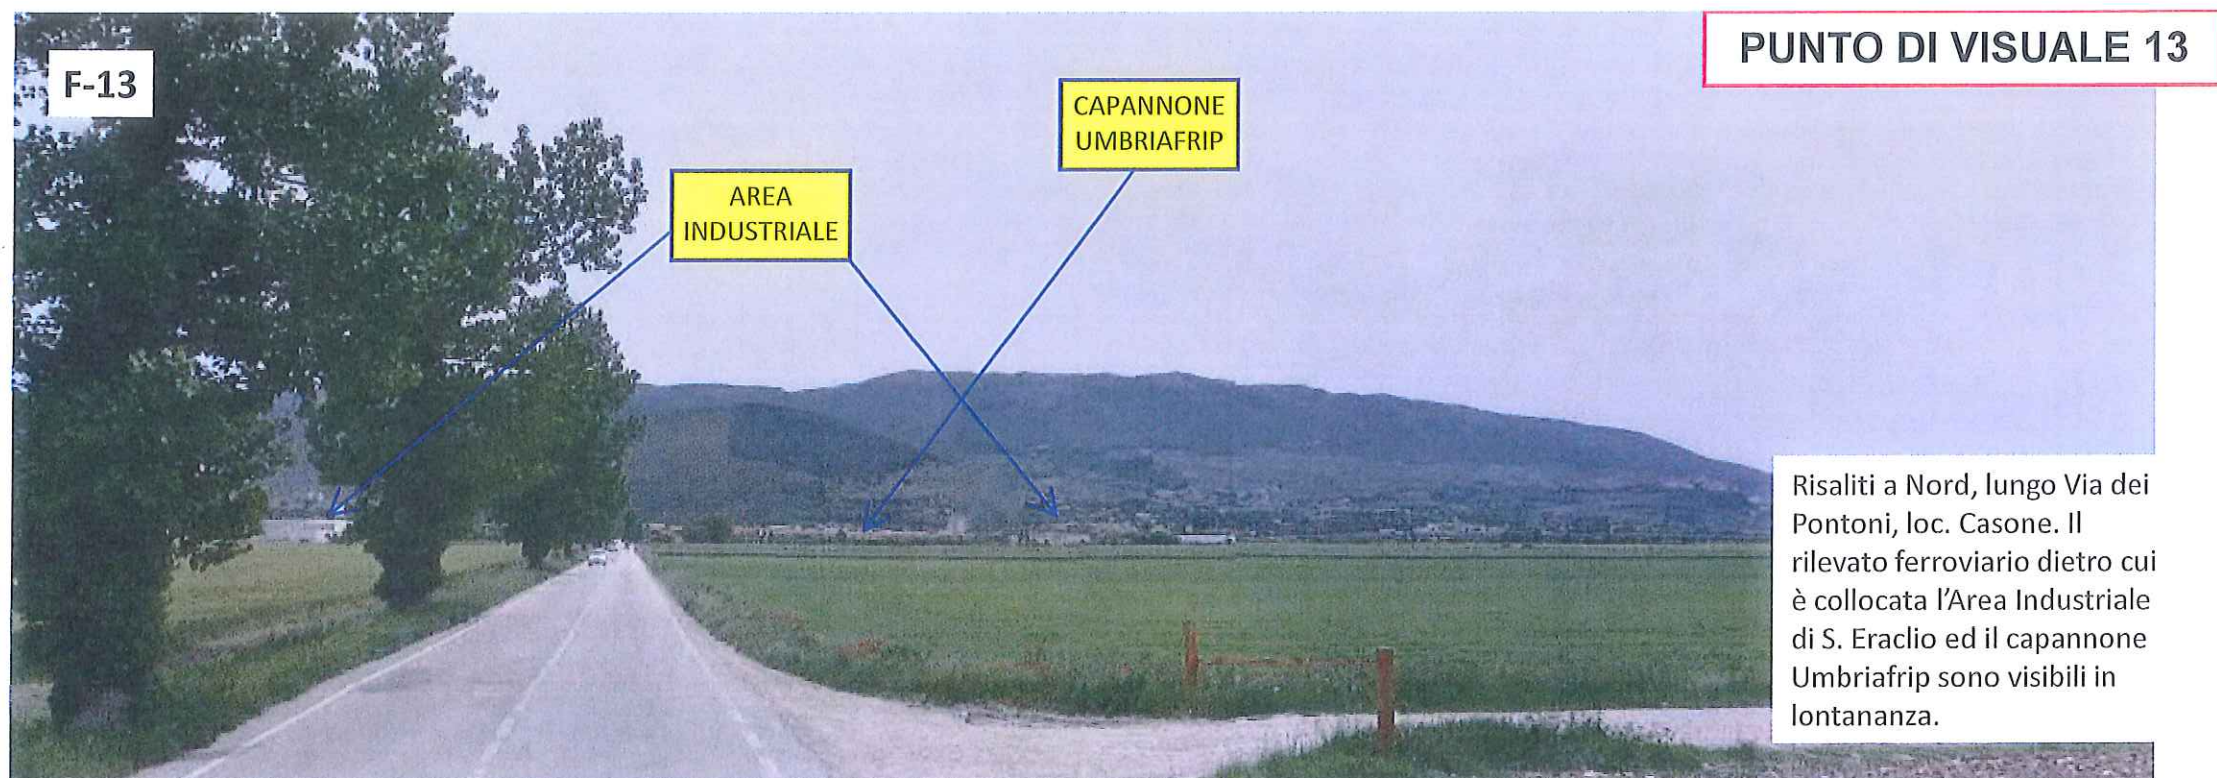 F-13
PUNTO DI VISUALE 13
CAPANNONE
UMBRIAFRIP
AREA
INDUSTRIALE
Risaliti a Nord, lungo Via dei
Pontoni, loc. Casone. Il
rilevato ferroviario dietro cui
è collocata l'Area Industriale
di S. Eraclio ed il capannone
Umbriafrip sono visibili in
lontananza.